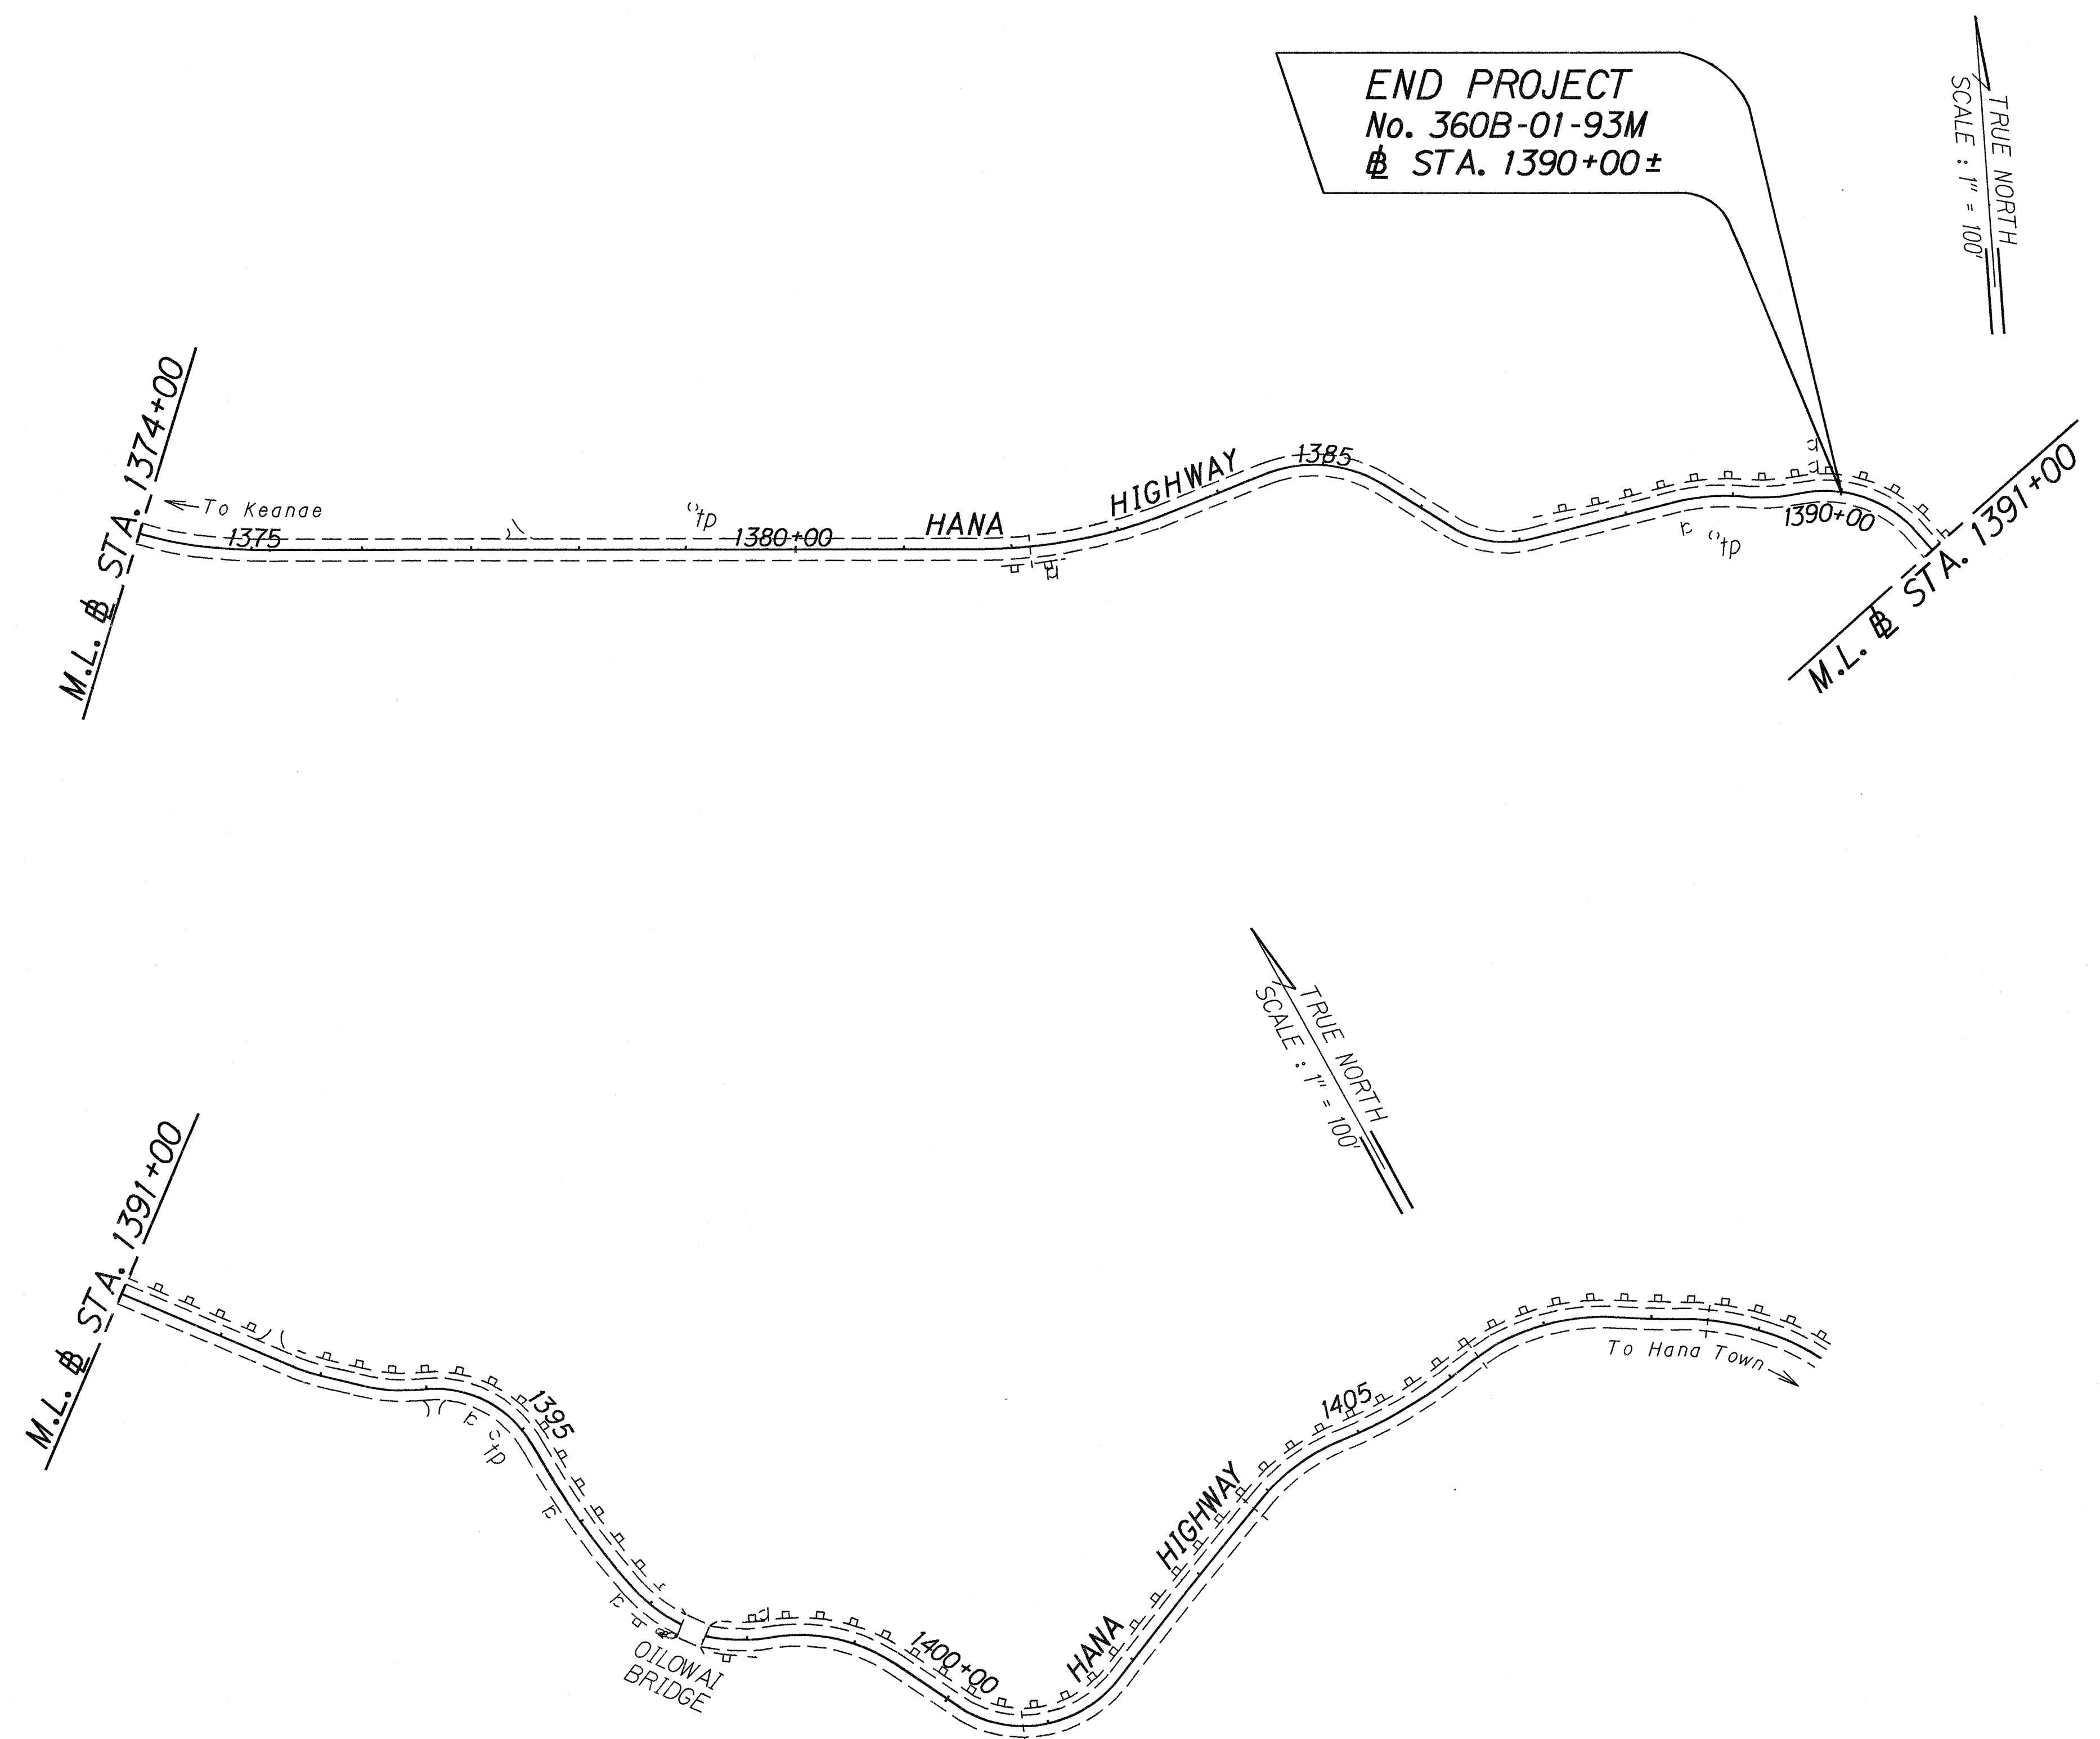 END PROJECT
No. 360B-01-93M
℄ STA. 1390+00±
TRUE NORTH
SCALE : 1" = 100'
M.L. ℄ STA. 1374+00
To Keanae
1375
tp
1380+00
HANA HIGHWAY
1385
tp
1390+00
M.L. ℄ STA. 1391+00
TRUE NORTH
SCALE : 1" = 100'
M.L. ℄ STA. 1391+00
1395
tp
OILOWAI
BRIDGE
1400+00
HANA HIGHWAY
1405
To Hana Town